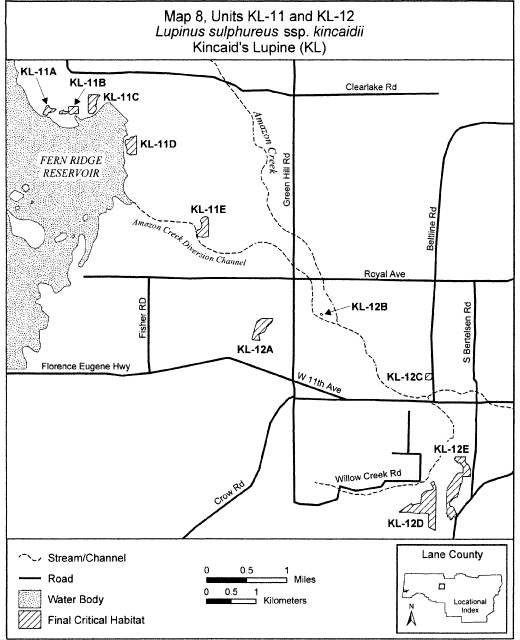 Map 8, Units KL-11 and KL-12
Lupinus sulphureus ssp. kincaidii
Kincaid's Lupine (KL)
KL-11A
KL-11B
KL-11C
Clearlake Rd
Amazon Creek
KL-11D
FERN RIDGE
RESERVOIR
Green Hill Rd
KL-11E
Amazon Creek Diversion Channel
Beltline Rd
Royal Ave
Fisher RD
KL-12B
S Bertelsen Rd
KL-12A
Florence Eugene Hwy
W 11th Ave
KL-12C
KL-12E
Willow Creek Rd
Crow Rd
KL-12D
Stream/Channel
Road
Water Body
Final Critical Habitat
0 0.5 1
Miles
0 0.5 1
Kilometers
Lane County
Locational
Index
N